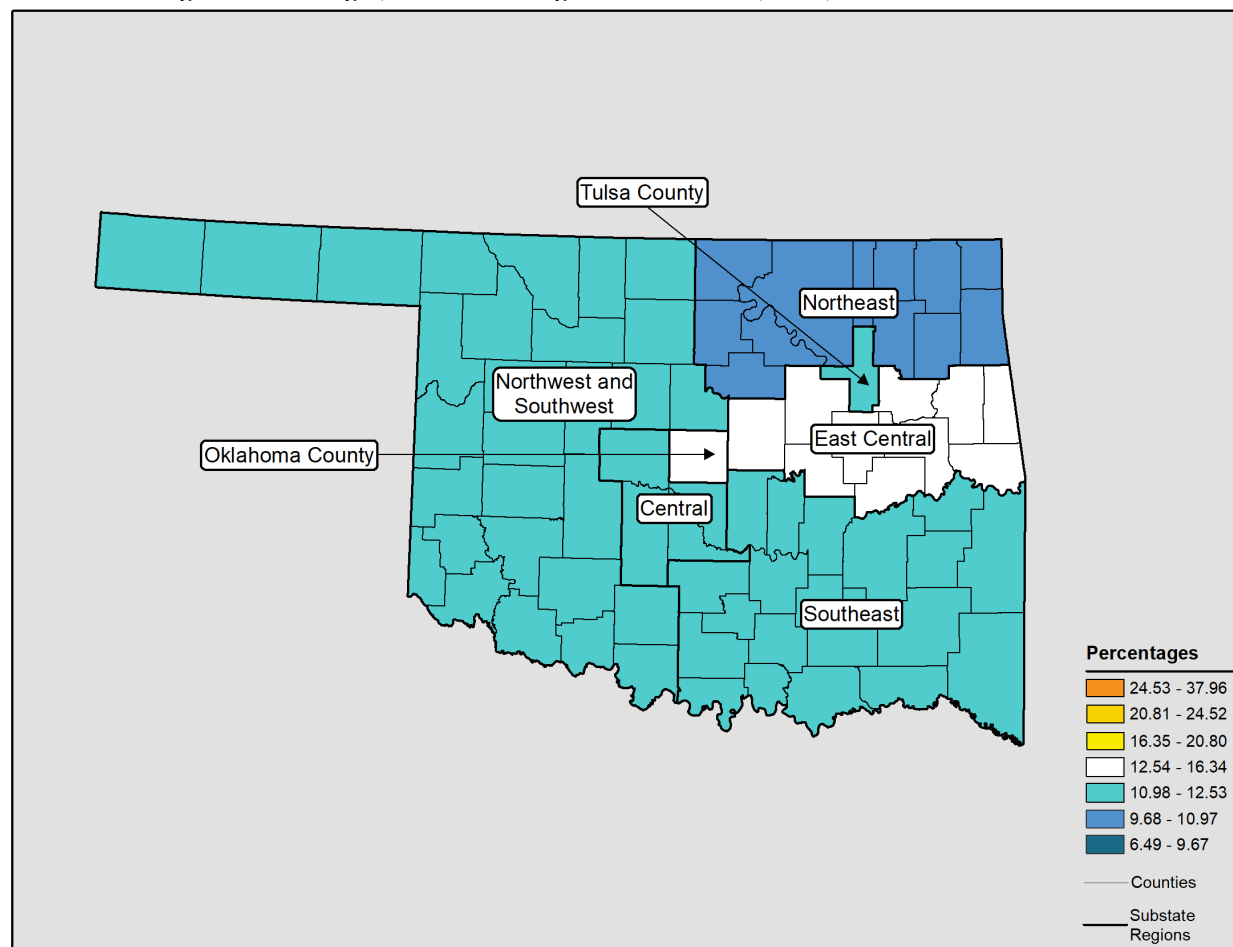 Tulsa County
Northeast
Northwest and
Southwest
East Central
Oklahoma County
Central
Southeast
Percentages
24.53 - 37.96
20.81 - 24.52
16.35 - 20.80
12.54 - 16.34
10.98 - 12.53
9.68 - 10.97
6.49 - 9.67
Counties
Substate
Regions